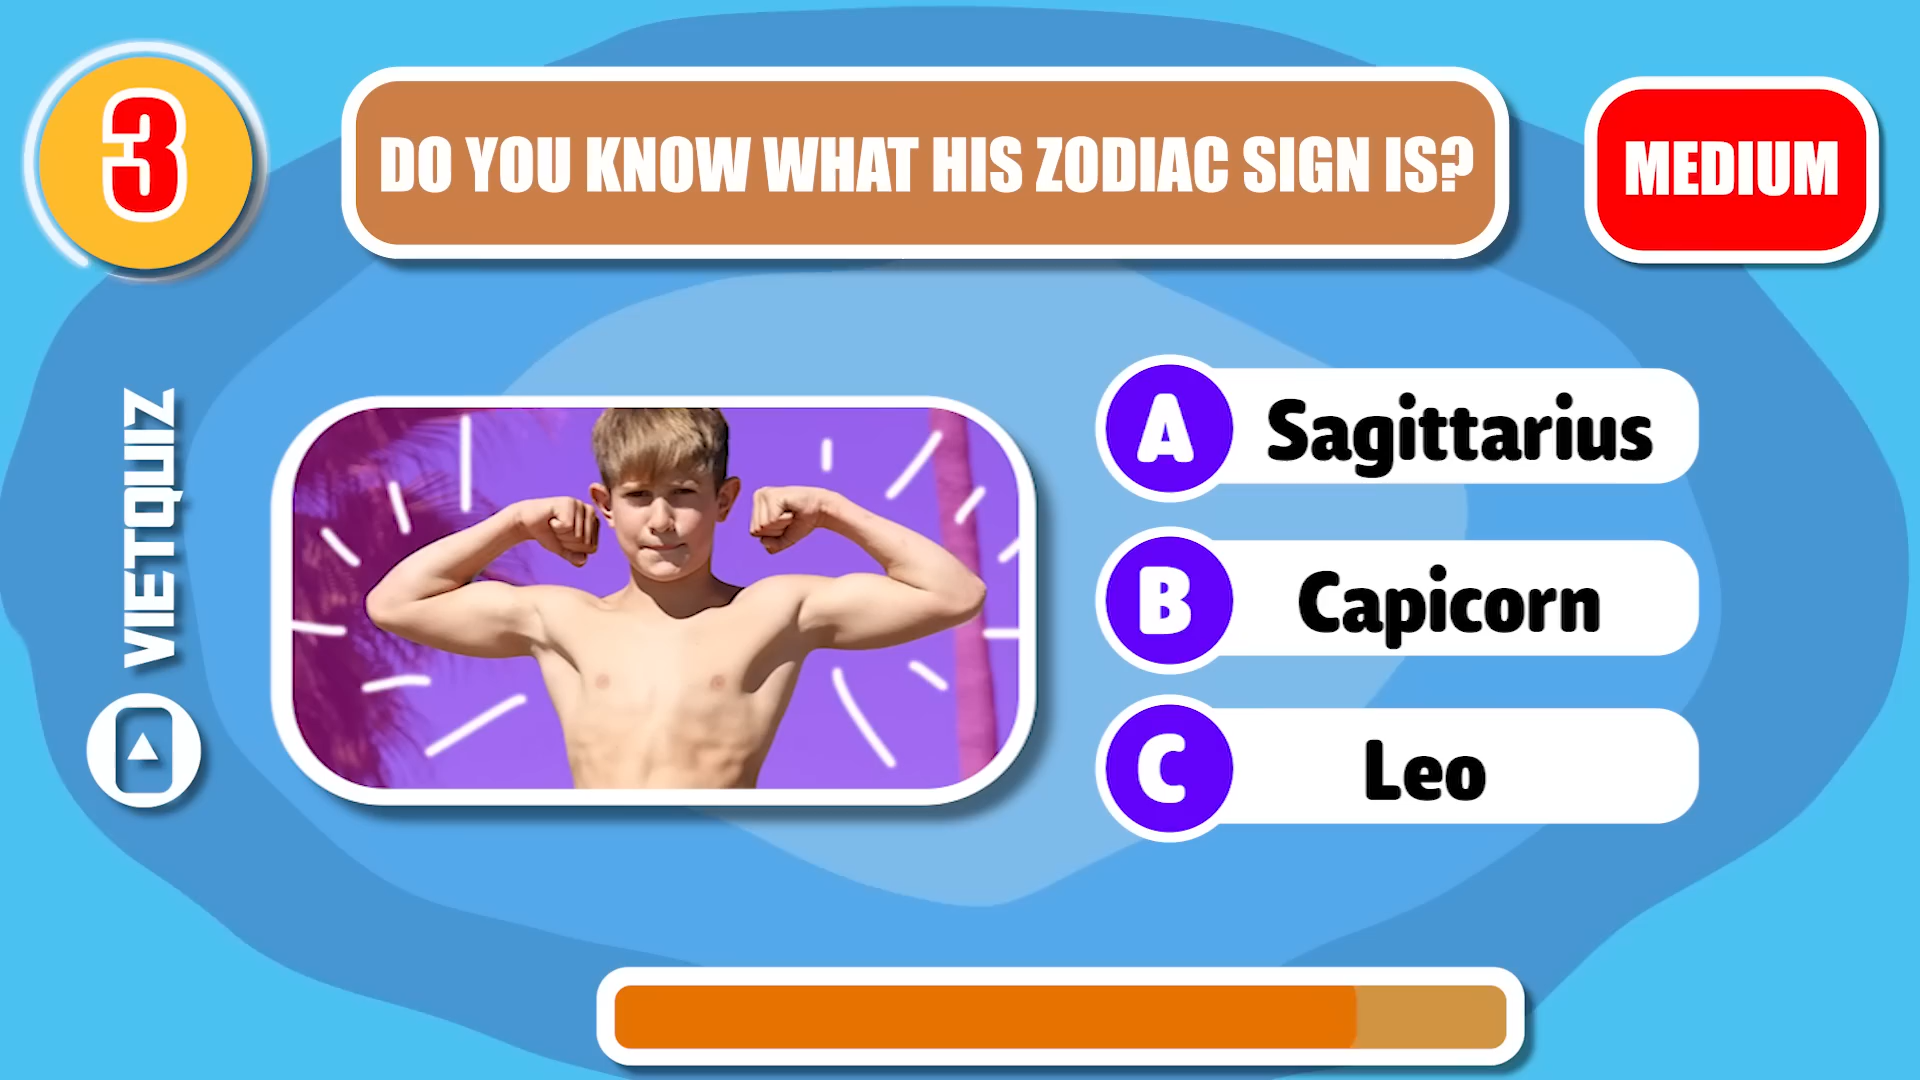 3
DO YOU KNOW WHAT HIS ZODIAC SIGN IS?
MEDIUM
VIETQUIZ
A Sagittarius
B Capicorn
C Leo